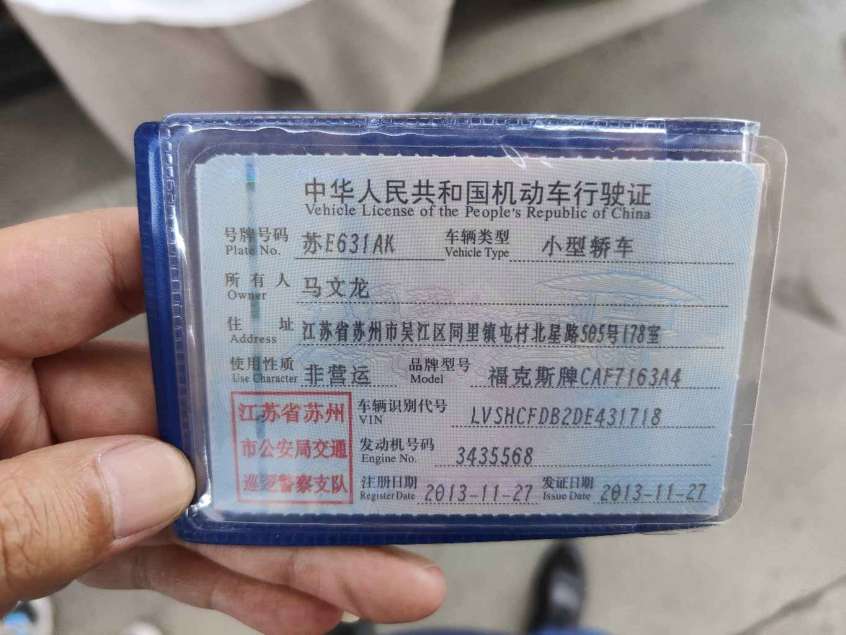 中华人民共和国机动车行驶证
Vehicle License of the People's Republic of China
号牌号码 苏E631AK 车辆类型 小型轿车
Plate No. Vehicle Type
所有人 马文龙
Owner
住址 江苏省苏州市吴江区同里镇屯村北星路505号178室
Address
使用性质 非营运 品牌型号 福克斯牌CAF7163A4
Use Character Model
江苏省苏州 车辆识别代号 LVSHCFDB2DE431718
VIN
市公安局交通 发动机号码 3435568
Engine No.
巡逻警察支队 注册日期 2013-11-27 发证日期 2013-11-27
Register Date Issue Date